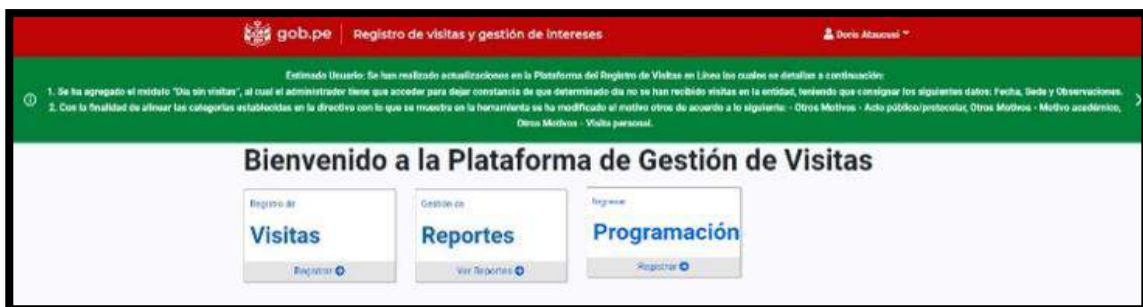 gob.pe | Registro de visitas y gestión de intereses
Doris Ataucusi
Estimado Usuario: Se han realizado actualizaciones en la Plataforma del Registro de Visitas en Línea las cuales se detallan a continuación:
1. Se ha agregado el módulo "Día sin visitas", al cual el administrador tiene que acceder para dejar constancia de que determinado día no se han recibido visitas en la entidad, teniendo que consignar los siguientes datos: Fecha, Sede y Observaciones.
2. Con la finalidad de alinear las categorías establecidas en la directiva con lo que se muestra en la herramienta se ha modificado el motivo otros de acuerdo a lo siguiente: - Otros Motivos - Acto público/protocolar, Otros Motivos - Motivo académico,
Otros Motivos - Visita personal.
Bienvenido a la Plataforma de Gestión de Visitas
Registro de
Visitas
Registrar
Gestión de
Reportes
Ver Reportes
Programación
Registrar